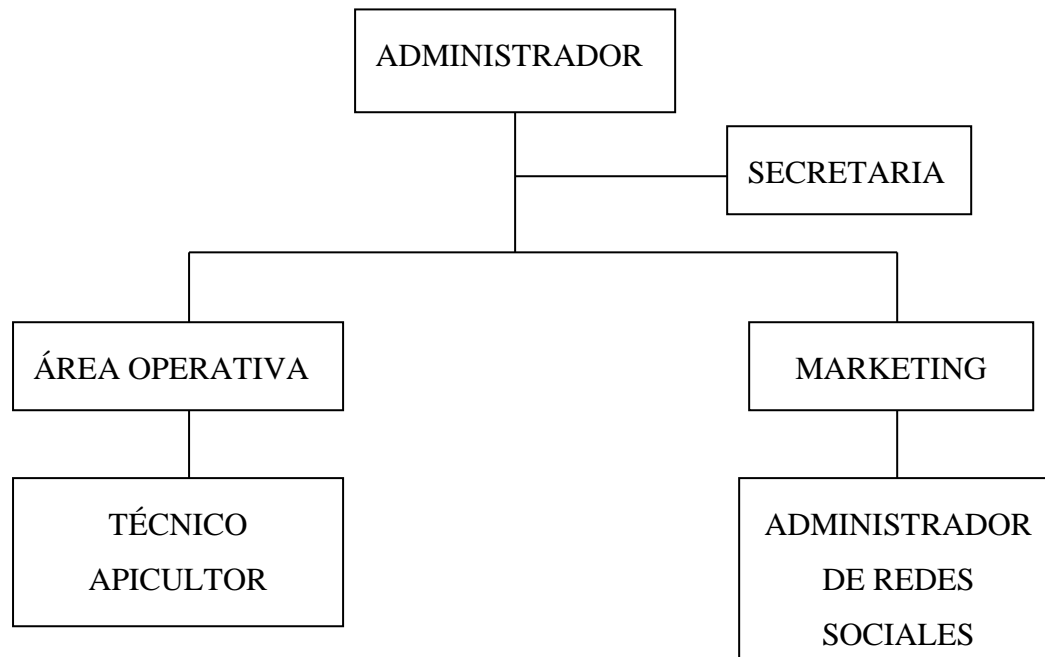 ADMINISTRADOR
SECRETARIA
ÁREA OPERATIVA
MARKETING
TÉCNICO
APICULTOR
ADMINISTRADOR
DE REDES
SOCIALES